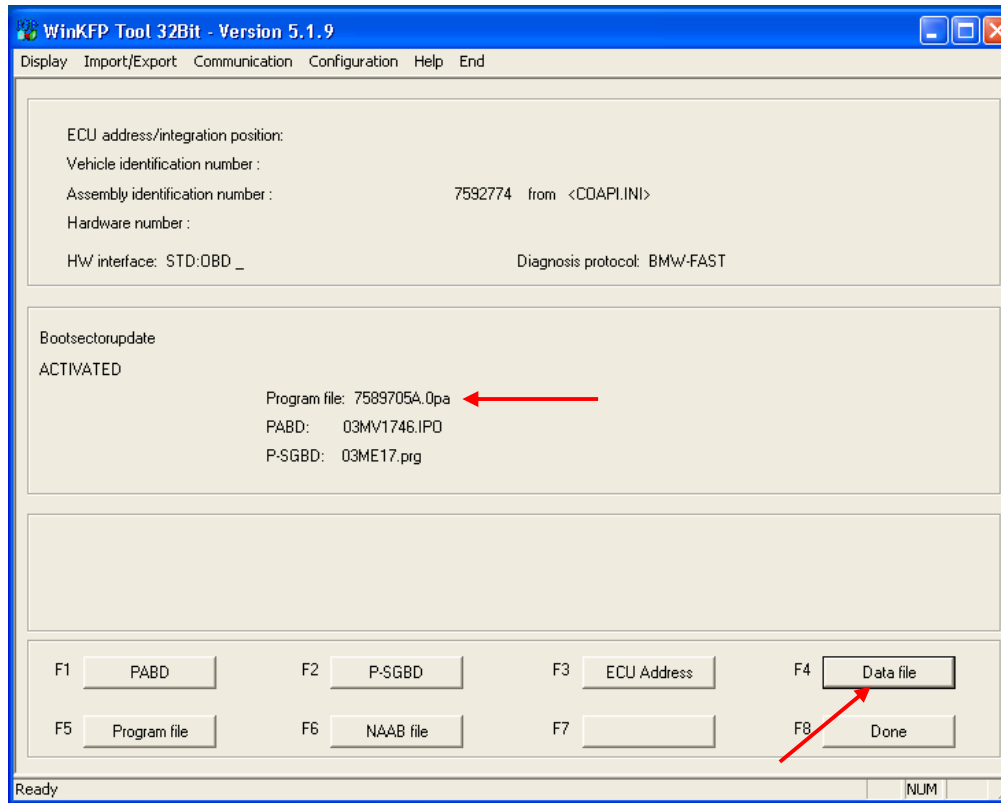 WinKFP Tool 32Bit - Version 5.1.9
Display Import/Export Communication Configuration Help End
ECU address/integration position:
Vehicle identification number :
Assembly identification number : 7592774 from <COAPI.INI>
Hardware number :
HW interface: STD:OBD _ Diagnosis protocol: BMW-FAST
Bootsectorupdate
ACTIVATED
Program file: 7589705A.0pa
PABD: 03MV1746.IPO
P-SGBD: 03ME17.prg
F1 PABD F2 P-SGBD F3 ECU Address F4 Data file
F5 Program file F6 NAAB file F7 F8 Done
Ready NUM